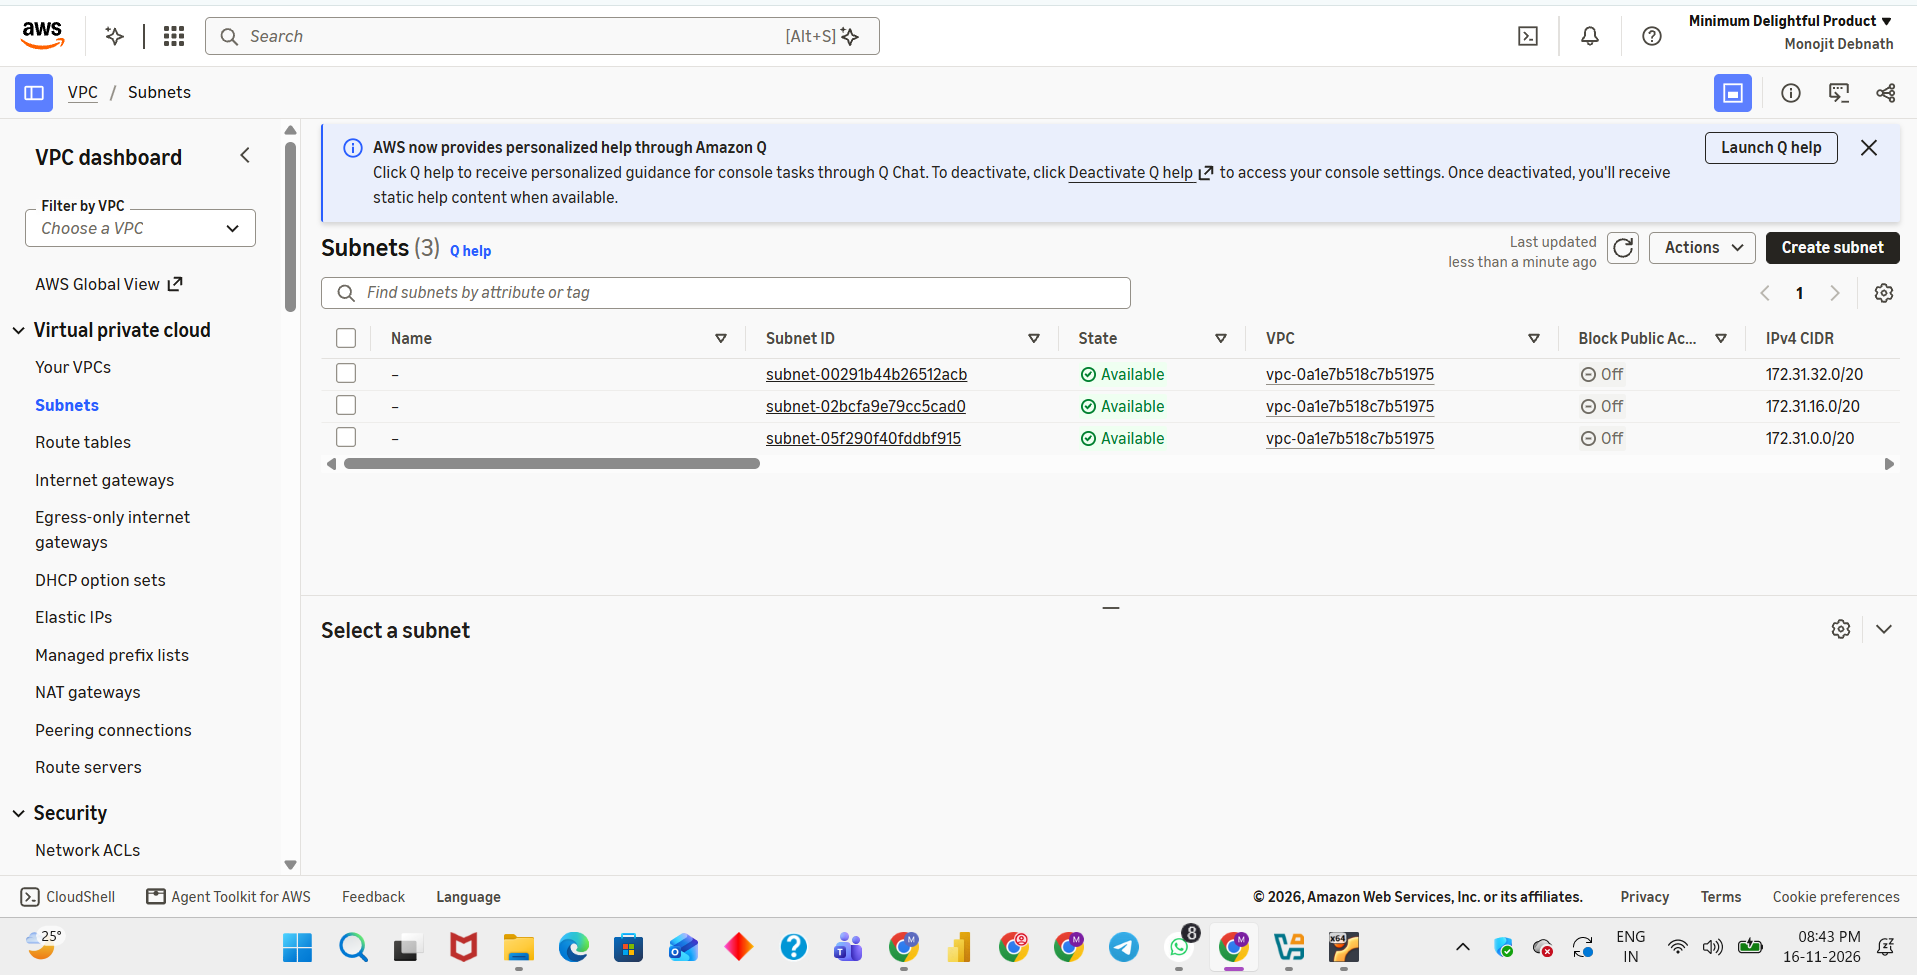 aws
Search
[Alt+S]
Minimum Delightful Product
Monojit Debnath
VPC / Subnets
VPC dashboard
Filter by VPC
Choose a VPC
AWS Global View
Virtual private cloud
Your VPCs
Subnets
Route tables
Internet gateways
Egress-only internet
gateways
DHCP option sets
Elastic IPs
Managed prefix lists
NAT gateways
Peering connections
Route servers
Security
Network ACLs
AWS now provides personalized help through Amazon Q
Click Q help to receive personalized guidance for console tasks through Q Chat. To deactivate, click Deactivate Q help to access your console settings. Once deactivated, you'll receive
static help content when available.
Launch Q help
Subnets (3) Q help
Last updated
less than a minute ago
Actions
Create subnet
Find subnets by attribute or tag
1
Name Subnet ID State VPC Block Public Ac... IPv4 CIDR
– subnet-00291b44b26512acb Available vpc-0a1e7b518c7b51975 Off 172.31.32.0/20
– subnet-02bcfa9e79cc5cad0 Available vpc-0a1e7b518c7b51975 Off 172.31.16.0/20
– subnet-05f290f40fddbf915 Available vpc-0a1e7b518c7b51975 Off 172.31.0.0/20
Select a subnet
CloudShell Agent Toolkit for AWS Feedback Language
© 2026, Amazon Web Services, Inc. or its affiliates. Privacy Terms Cookie preferences
25°
8
x64
ENG
IN
08:43 PM
16-11-2026